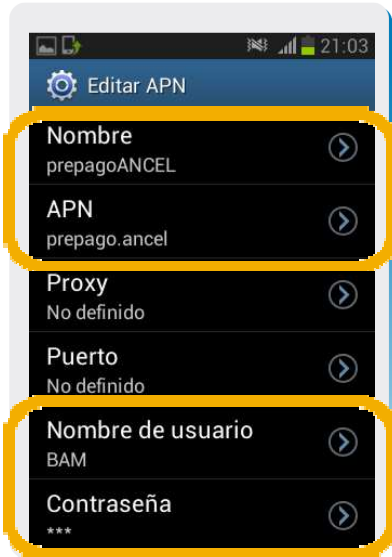 21:03
Editar APN
Nombre
prepagoANCEL
APN
prepago.ancel
Proxy
No definido
Puerto
No definido
Nombre de usuario
BAM
Contraseña
***